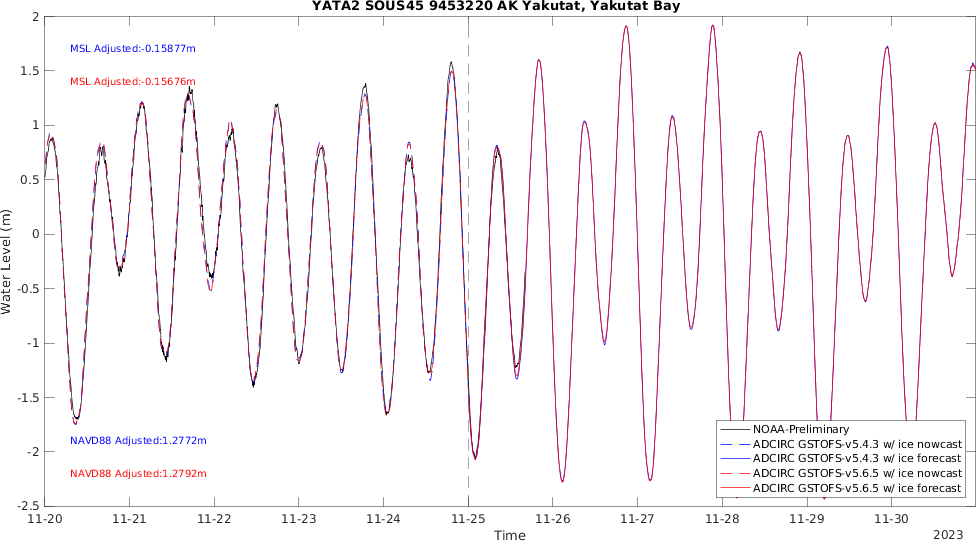 YATA2 SOUS45 9453220 AK Yakutat, Yakutat Bay
2
1.5
1
0.5
0
-0.5
-1
-1.5
-2
-2.5
Water Level (m)
MSL Adjusted:-0.15877m
MSL Adjusted:-0.15676m
NAVD88 Adjusted:1.2772m
NAVD88 Adjusted:1.2792m
NOAA-Preliminary
ADCIRC GSTOFS-v5.4.3 w/ ice nowcast
ADCIRC GSTOFS-v5.4.3 w/ ice forecast
ADCIRC GSTOFS-v5.6.5 w/ ice nowcast
ADCIRC GSTOFS-v5.6.5 w/ ice forecast
11-20 11-21 11-22 11-23 11-24 11-25 11-26 11-27 11-28 11-29 11-30
Time
2023